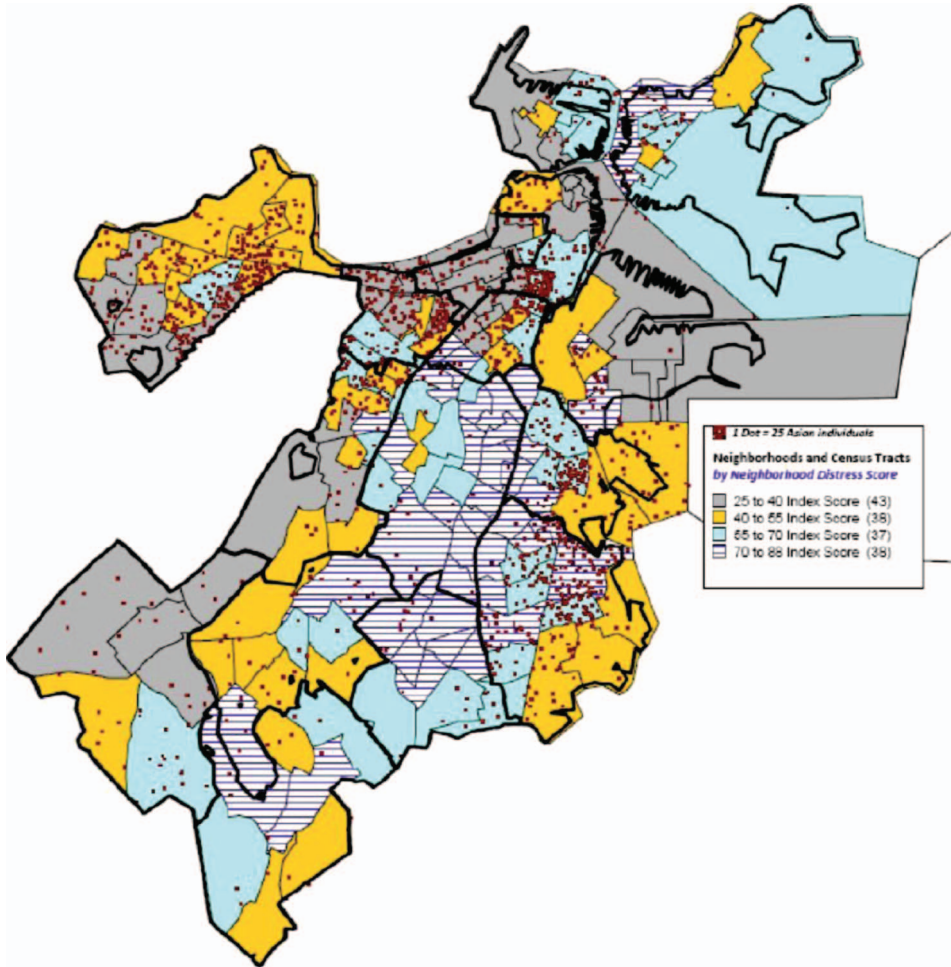 1 Dot = 25 Asian individuals
Neighborhoods and Census Tracts
by Neighborhood Distress Score
25 to 40 Index Score (43)
40 to 55 Index Score (38)
55 to 70 Index Score (37)
70 to 88 Index Score (38)